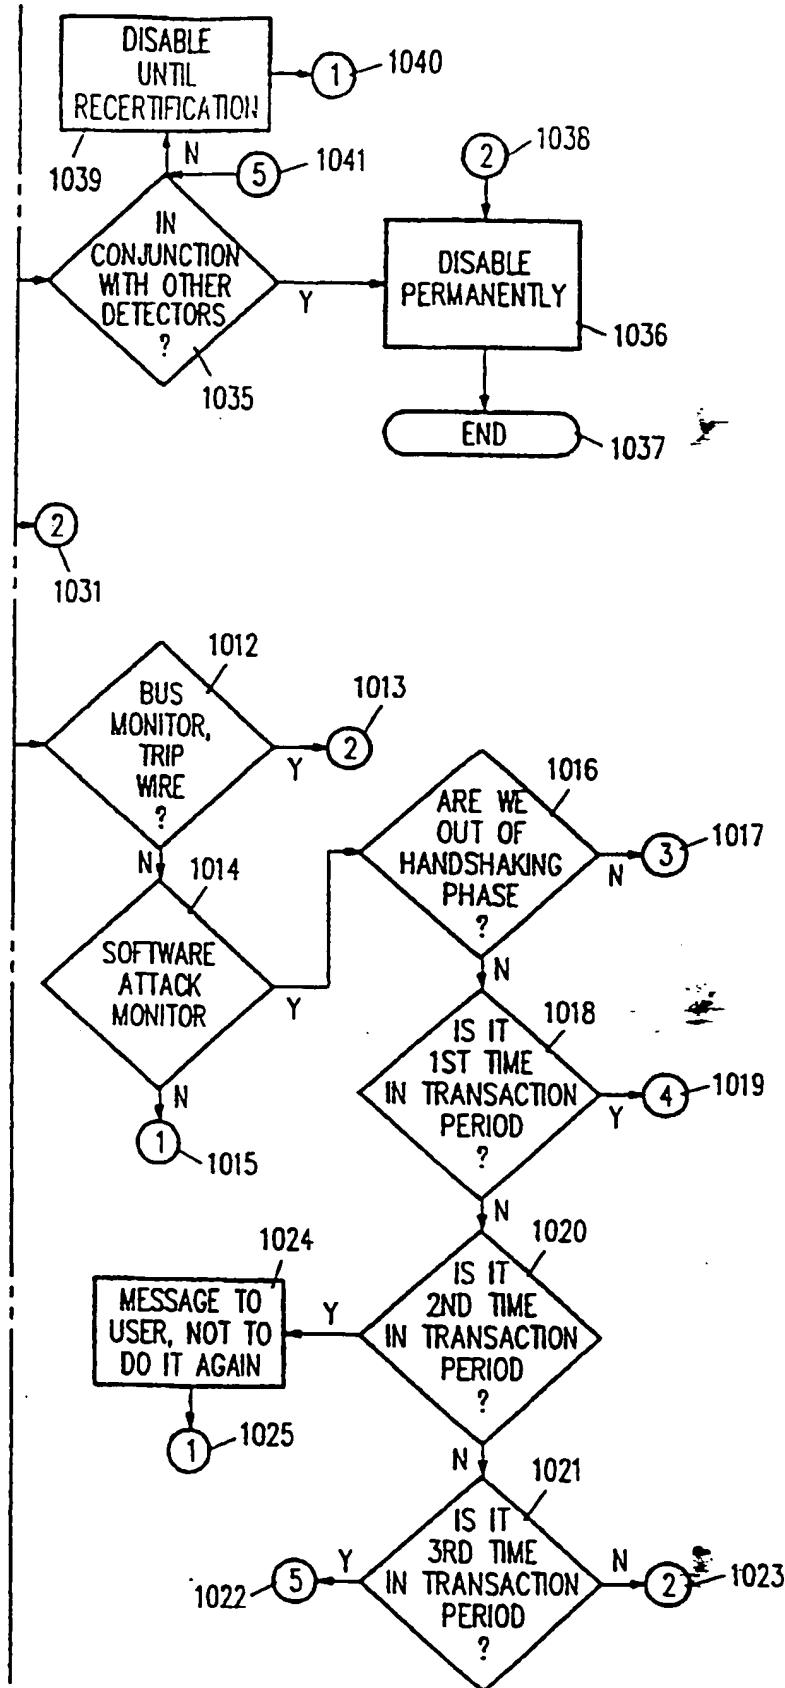 DISABLE
UNTIL
RECERTIFICATION
1
1040
1039
N
5
1041
2
1038
IN
CONJUNCTION
WITH OTHER
DETECTORS
?
Y
1035
DISABLE
PERMANENTLY
1036
END
1037
2
1031
1012
BUS
MONITOR,
TRIP
WIRE
?
Y
2
1013
N
1014
SOFTWARE
ATTACK
MONITOR
Y
N
1
1015
1016
ARE WE
OUT OF
HANDSHAKING
PHASE
?
N
3
1017
N
1018
IS IT
1ST TIME
IN TRANSACTION
PERIOD
?
Y
4
1019
N
1020
IS IT
2ND TIME
IN TRANSACTION
PERIOD
?
Y
1024
MESSAGE TO
USER, NOT TO
DO IT AGAIN
1
1025
N
1021
IS IT
3RD TIME
IN TRANSACTION
PERIOD
?
Y
5
1022
N
2
1023